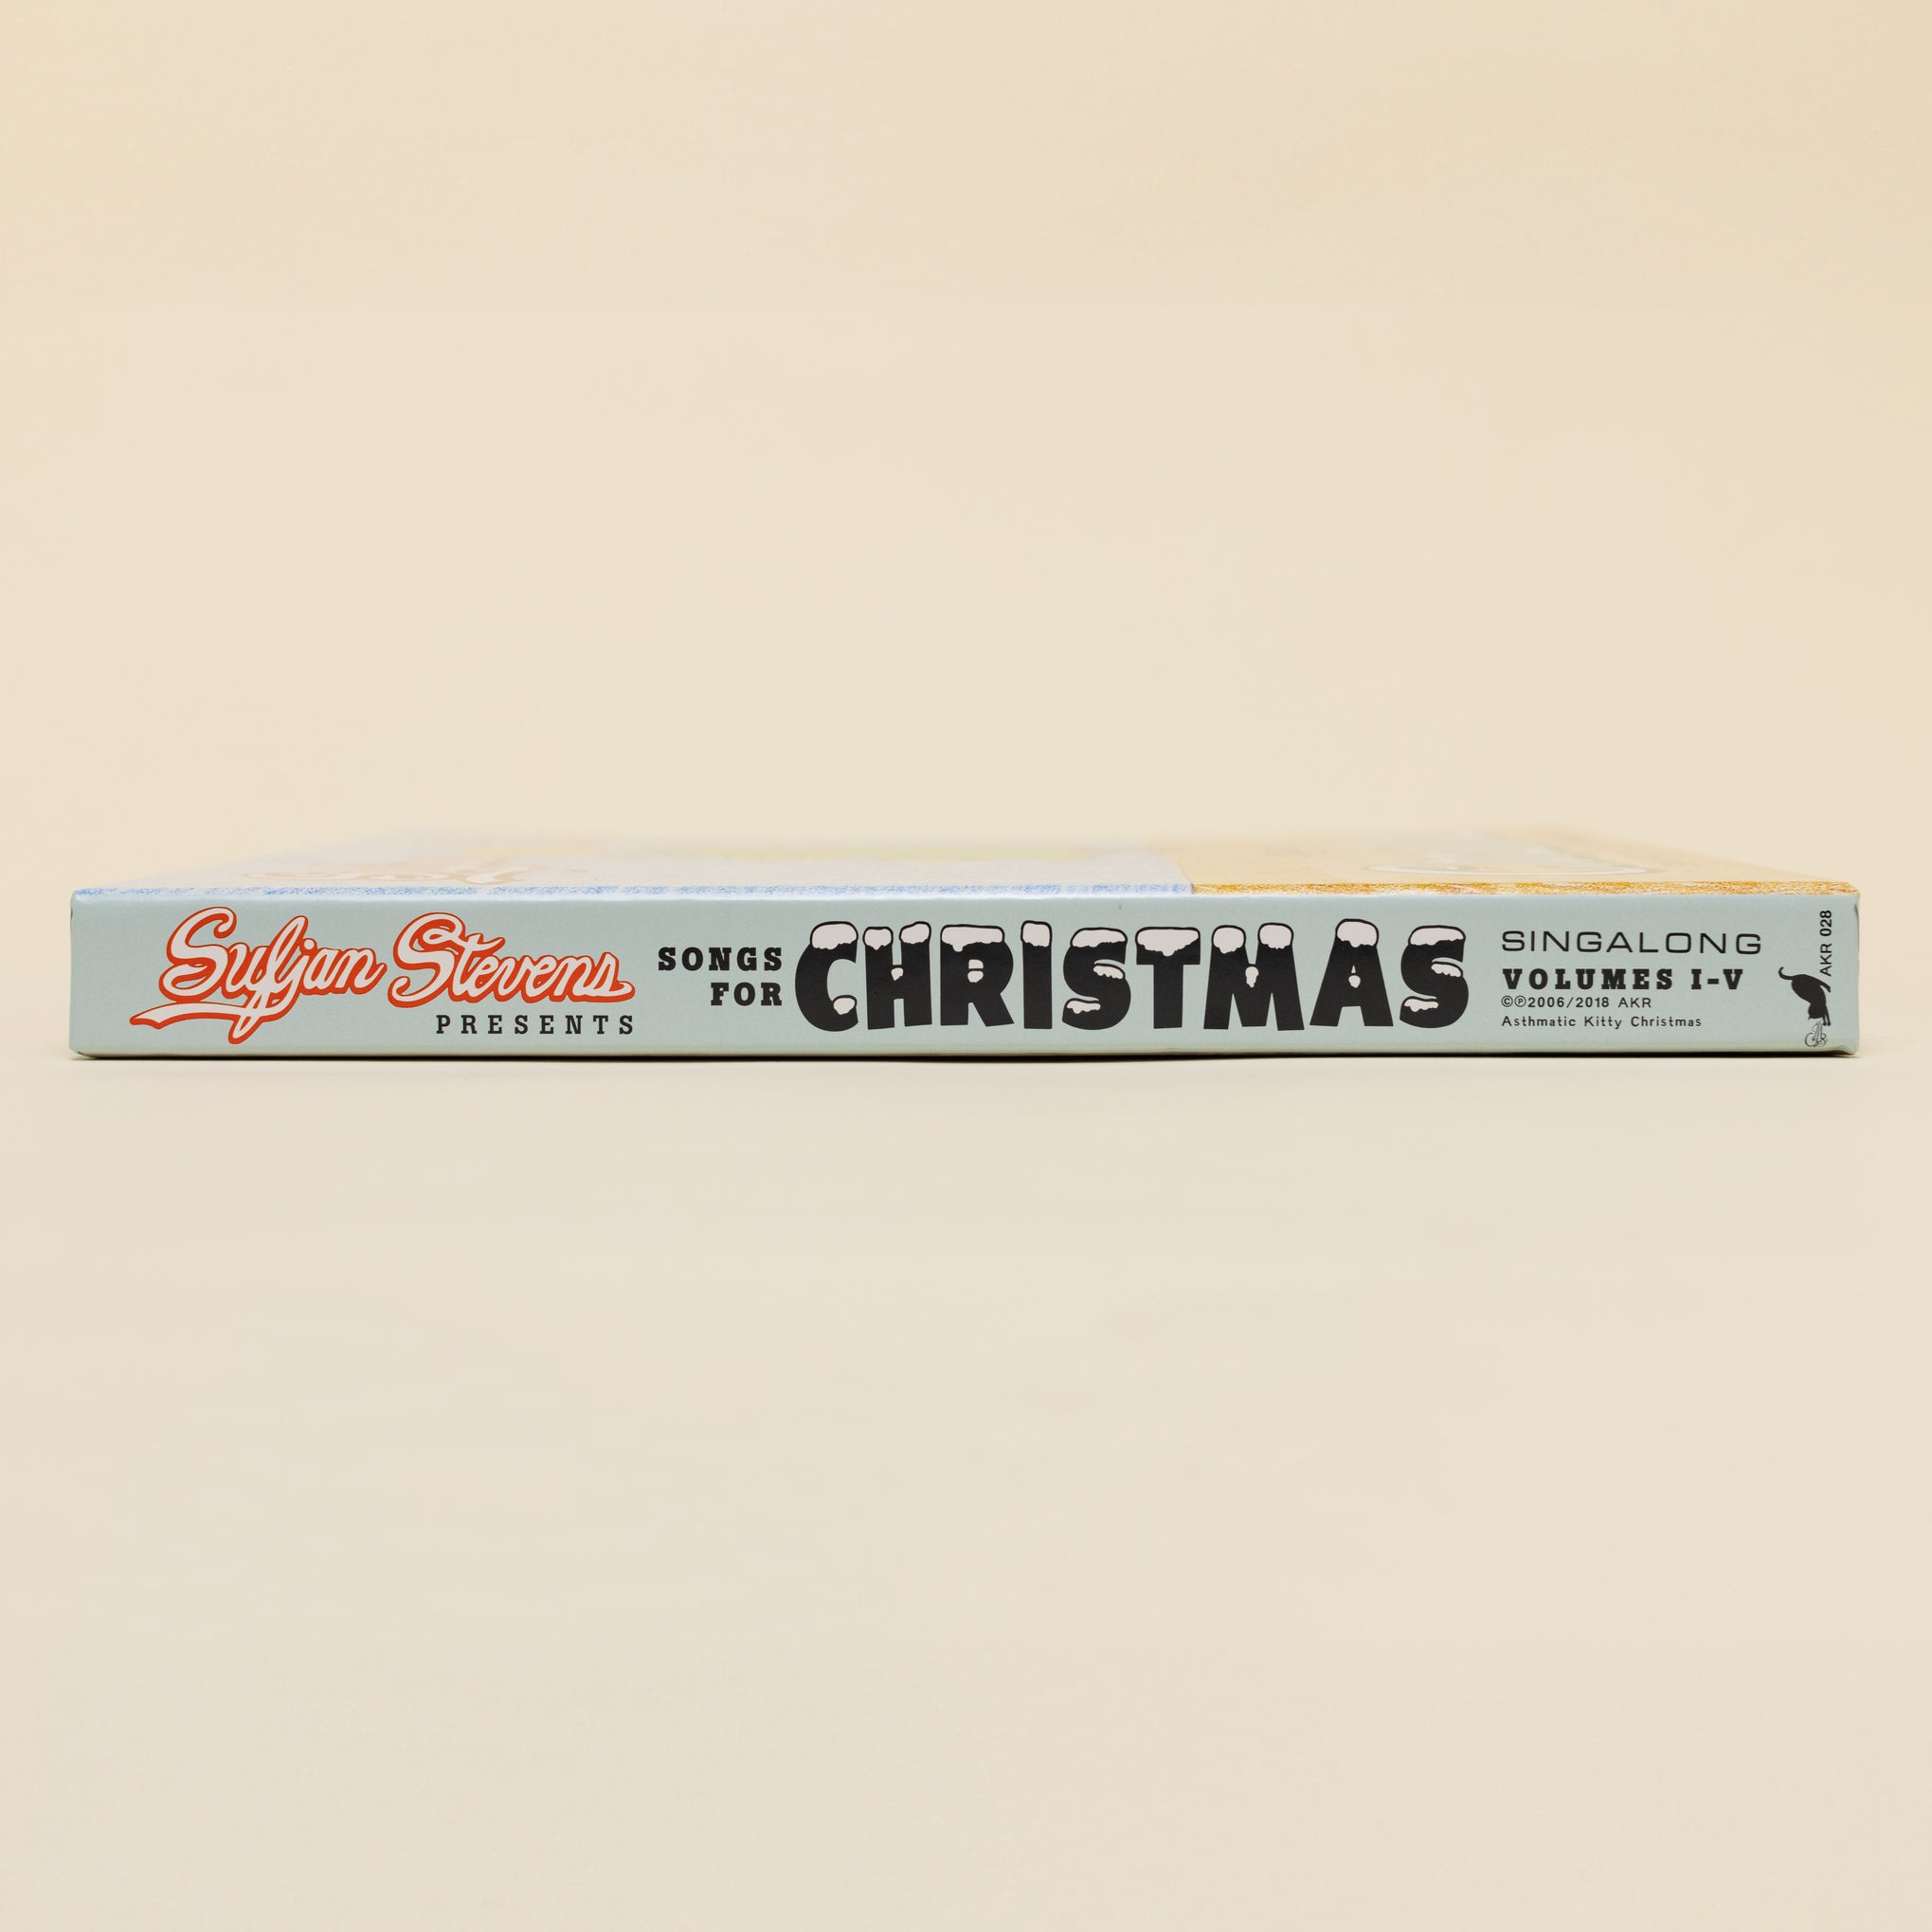 Sufjan Stevens
PRESENTS
SONGS
FOR
CHRISTMAS
SINGALONG
VOLUMES I-V
©℗2006/2018 AKR
Asthmatic Kitty Christmas
AKR 028